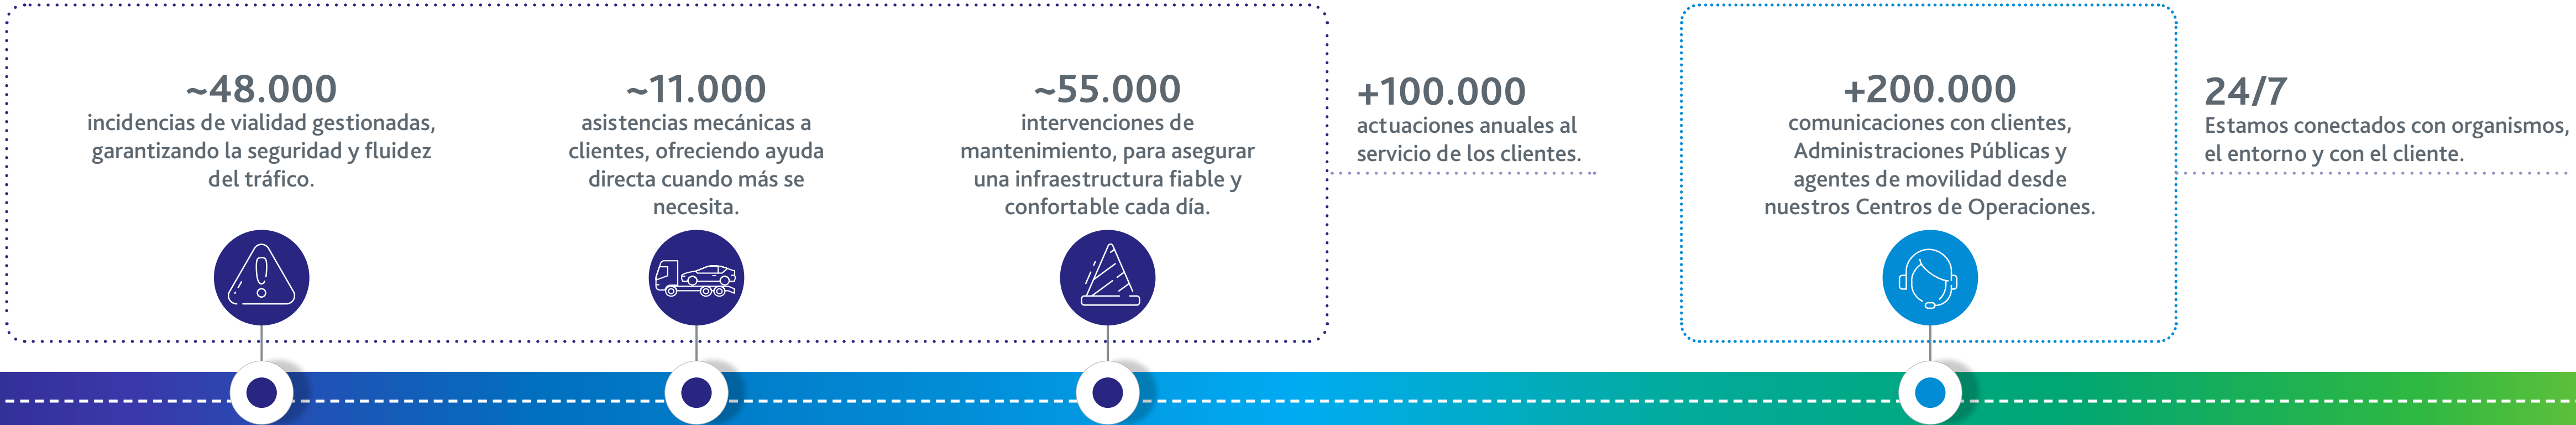 ~48.000
incidencias de vialidad gestionadas,
garantizando la seguridad y fluidez
del tráfico.
~11.000
asistencias mecánicas a
clientes, ofreciendo ayuda
directa cuando más se
necesita.
~55.000
intervenciones de
mantenimiento, para asegurar
una infraestructura fiable y
confortable cada día.
+100.000
actuaciones anuales al
servicio de los clientes.
+200.000
comunicaciones con clientes,
Administraciones Públicas y
agentes de movilidad desde
nuestros Centros de Operaciones.
24/7
Estamos conectados con organismos,
el entorno y con el cliente.